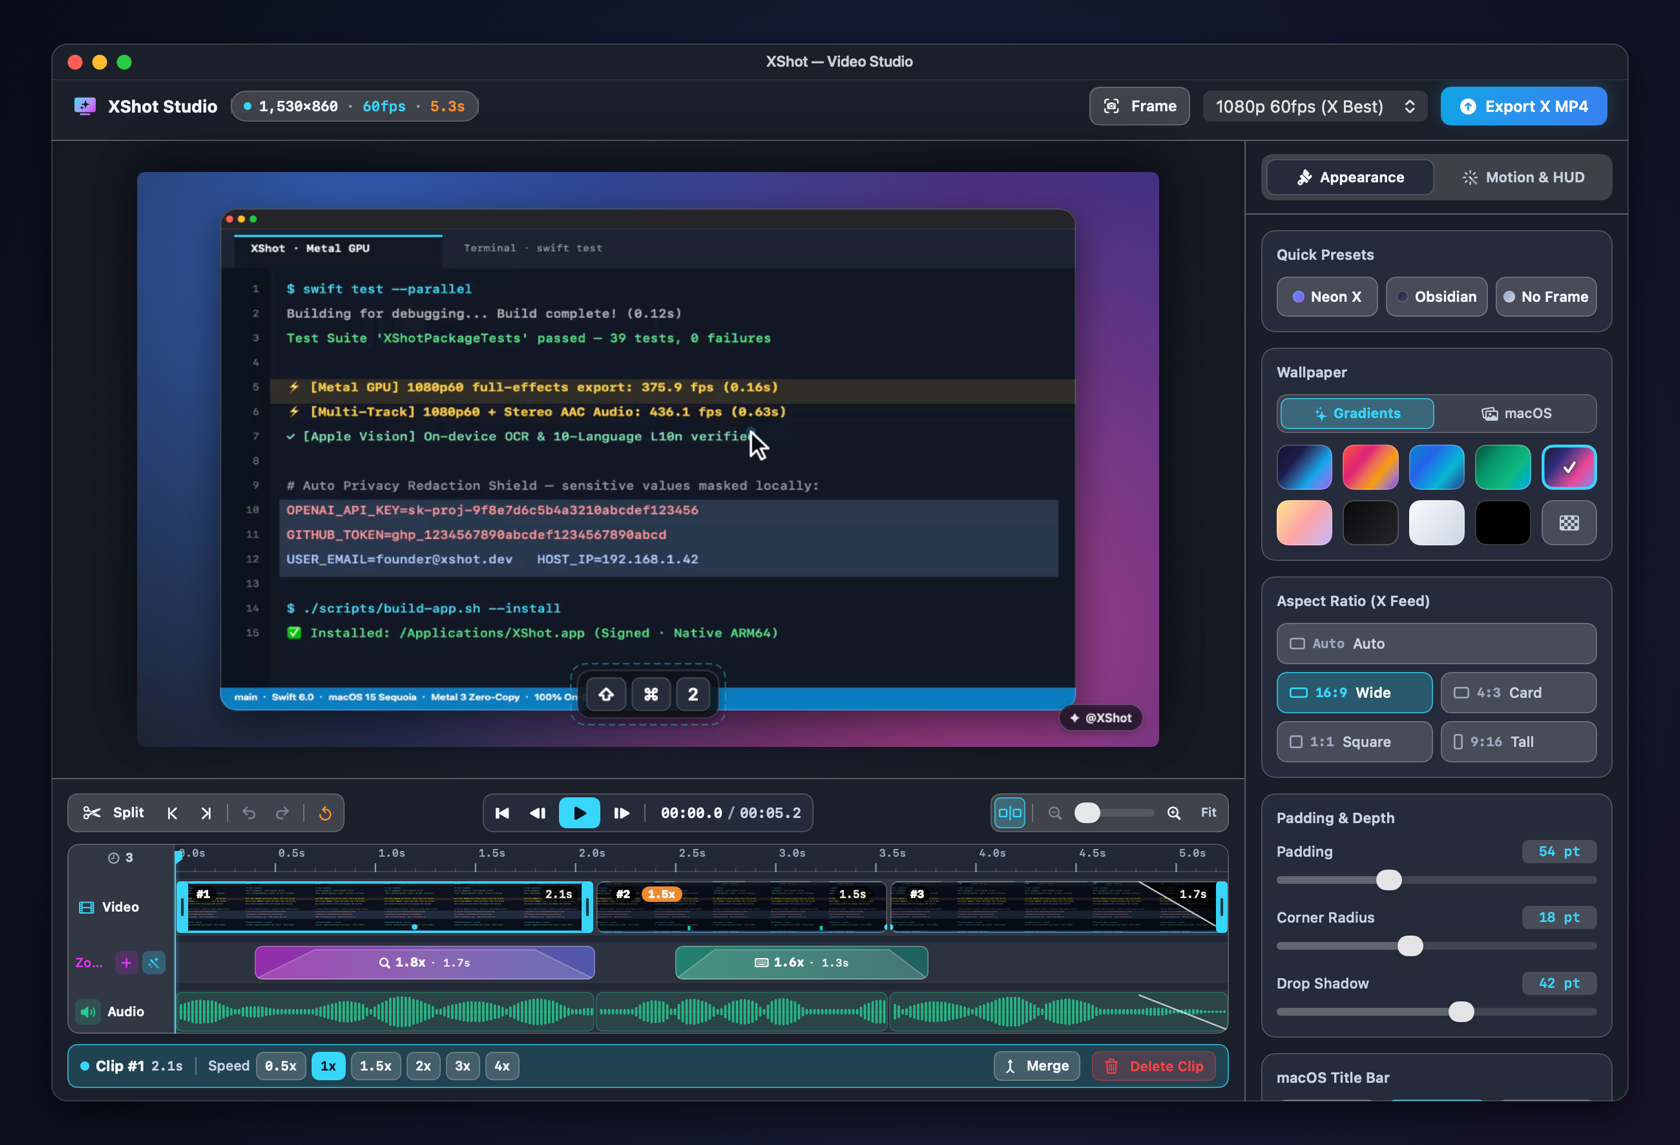 XShot — Video Studio
XShot Studio
1,530×860 · 60fps · 5.3s
Frame
1080p 60fps (X Best)
Export X MP4
XShot · Metal GPU
Terminal · swift test
1 $ swift test --parallel
2 Building for debugging... Build complete! (0.12s)
3 Test Suite 'XShotPackageTests' passed — 39 tests, 0 failures
4
5 ⚡ [Metal GPU] 1080p60 full-effects export: 375.9 fps (0.16s)
6 ⚡ [Multi-Track] 1080p60 + Stereo AAC Audio: 436.1 fps (0.63s)
7 ✓ [Apple Vision] On-device OCR & 10-Language L10n verifie
8
9 # Auto Privacy Redaction Shield — sensitive values masked locally:
10 OPENAI_API_KEY=sk-proj-9f8e7d6c5b4a3210abcdef123456
11 GITHUB_TOKEN=ghp_1234567890abcdef1234567890abcd
12 USER_EMAIL=founder@xshot.dev HOST_IP=192.168.1.42
13
14 $ ./scripts/build-app.sh --install
15 ✅ Installed: /Applications/XShot.app (Signed · Native ARM64)
main · Swift 6.0 · macOS 15 Sequoia · Metal 3 Zero-Copy · 100% On
⇧ ⌘ 2
✦ @XShot
Appearance
Motion & HUD
Quick Presets
Neon X
Obsidian
No Frame
Wallpaper
Gradients
macOS
Aspect Ratio (X Feed)
Auto Auto
16:9 Wide
4:3 Card
1:1 Square
9:16 Tall
Padding & Depth
Padding 54 pt
Corner Radius 18 pt
Drop Shadow 42 pt
macOS Title Bar
Split
00:00.0 / 00:05.2
Fit
3
0.0s 0.5s 1.0s 1.5s 2.0s 2.5s 3.0s 3.5s 4.0s 4.5s 5.0s
Video
#1 2.1s
#2 1.5x 1.5s
#3 1.7s
Zo...
1.8x · 1.7s
1.6x · 1.3s
Audio
Clip #1 2.1s
Speed
0.5x 1x 1.5x 2x 3x 4x
Merge
Delete Clip